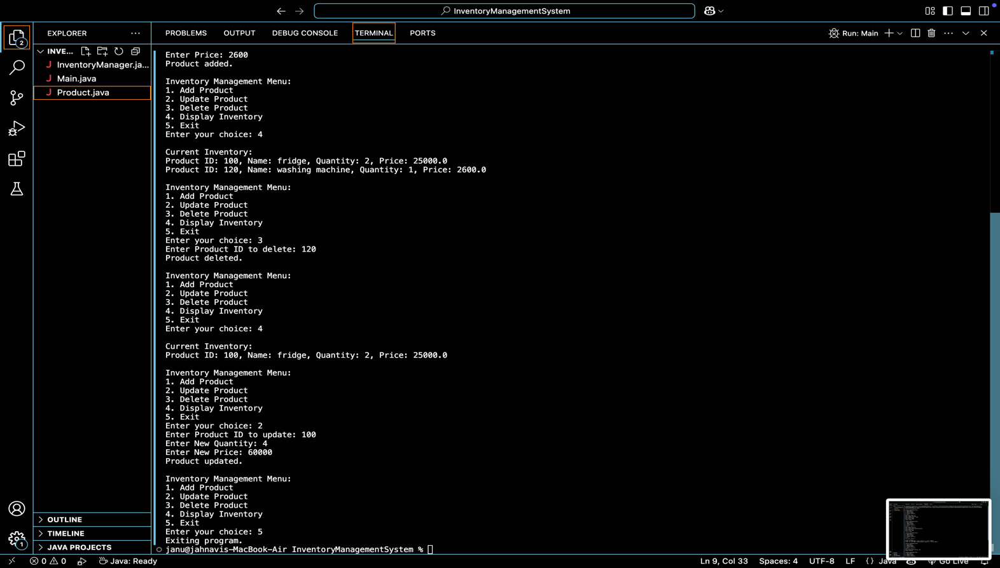 InventoryManagementSystem
EXPLORER
PROBLEMS OUTPUT DEBUG CONSOLE TERMINAL PORTS
Run: Main
2
INVE...
InventoryManager.ja...
Main.java
Product.java
Enter Price: 2600
Product added.
Inventory Management Menu:
1. Add Product
2. Update Product
3. Delete Product
4. Display Inventory
5. Exit
Enter your choice: 4
Current Inventory:
Product ID: 100, Name: fridge, Quantity: 2, Price: 25000.0
Product ID: 120, Name: washing machine, Quantity: 1, Price: 2600.0
Inventory Management Menu:
1. Add Product
2. Update Product
3. Delete Product
4. Display Inventory
5. Exit
Enter your choice: 3
Enter Product ID to delete: 120
Product deleted.
Inventory Management Menu:
1. Add Product
2. Update Product
3. Delete Product
4. Display Inventory
5. Exit
Enter your choice: 4
Current Inventory:
Product ID: 100, Name: fridge, Quantity: 2, Price: 25000.0
Inventory Management Menu:
1. Add Product
2. Update Product
3. Delete Product
4. Display Inventory
5. Exit
Enter your choice: 2
Enter Product ID to update: 100
Enter New Quantity: 4
Enter New Price: 60000
Product updated.
Inventory Management Menu:
1. Add Product
2. Update Product
3. Delete Product
4. Display Inventory
5. Exit
Enter your choice: 5
Exiting program.
janu@jahnavis-MacBook-Air InventoryManagementSystem %
OUTLINE
TIMELINE
JAVA PROJECTS
1
0 0 Java: Ready
Ln 9, Col 33 Spaces: 4 UTF-8 LF {} Java Go Live